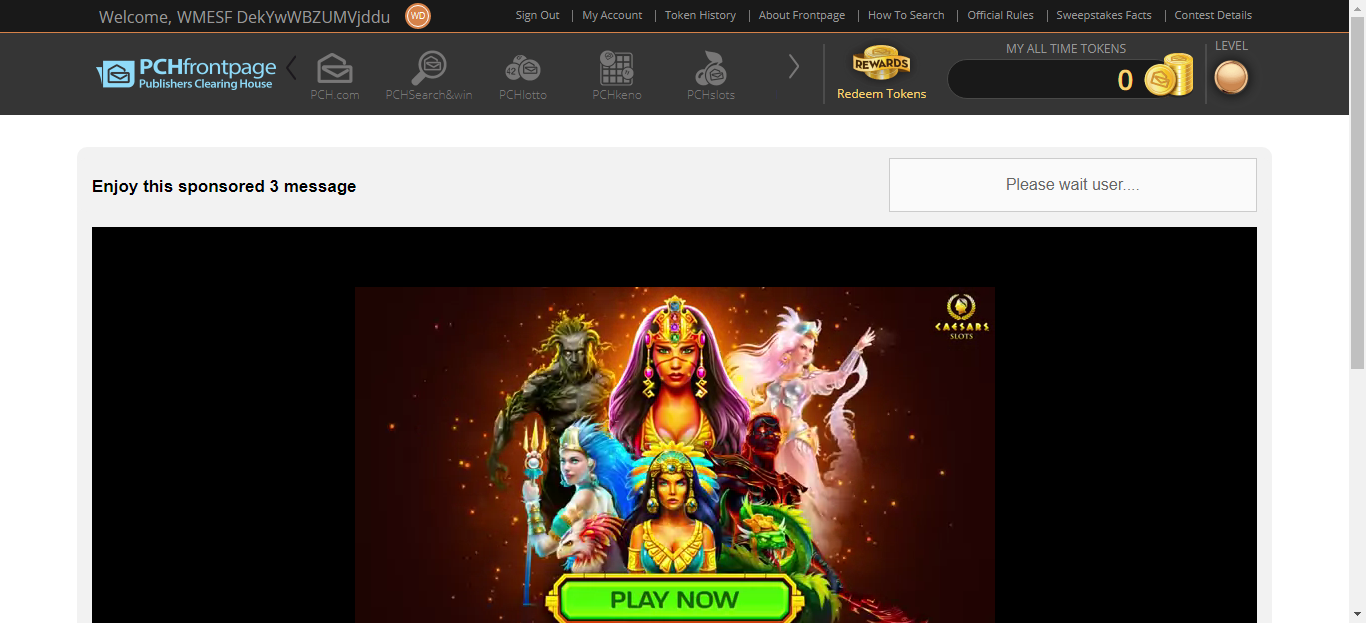 Welcome, WMESF DekYwWBZUMVjddu
WD
Sign Out | My Account | Token History | About Frontpage | How To Search | Official Rules | Sweepstakes Facts | Contest Details
PCHfrontpage
Publishers Clearing House
PCH.com
PCHSearch&win
42
PCHlotto
PCHkeno
PCHslots
REWARDS
Redeem Tokens
MY ALL TIME TOKENS
0
LEVEL
Enjoy this sponsored 3 message
Please wait user....
CAESARS
SLOTS
PLAY NOW